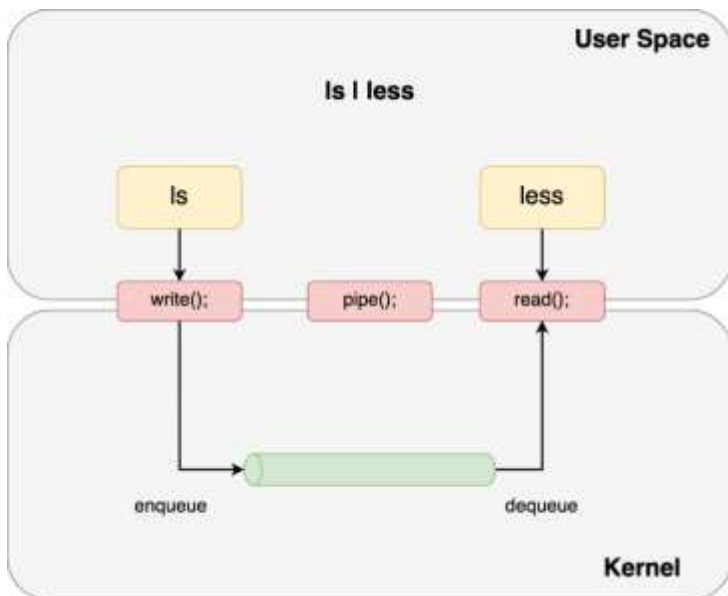 User Space
ls | less
ls
less
write();
pipe();
read();
enqueue
dequeue
Kernel